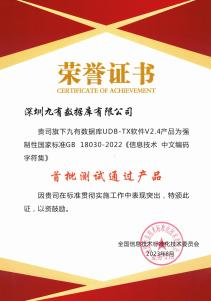 荣誉证书
CERTIFICATE OF ACHIEVEMENT
深圳九有数据库有限公司
贵司旗下九有数据库UDB-TX软件V2.4产品为强
制性国家标准GB 18030-2022《信息技术 中文编码
字符集》
首批测试通过产品
因贵司在标准贯彻实施工作中表现突出，特颁此
证，以资鼓励。
全国信息技术标准化技术委员会
2023年8月